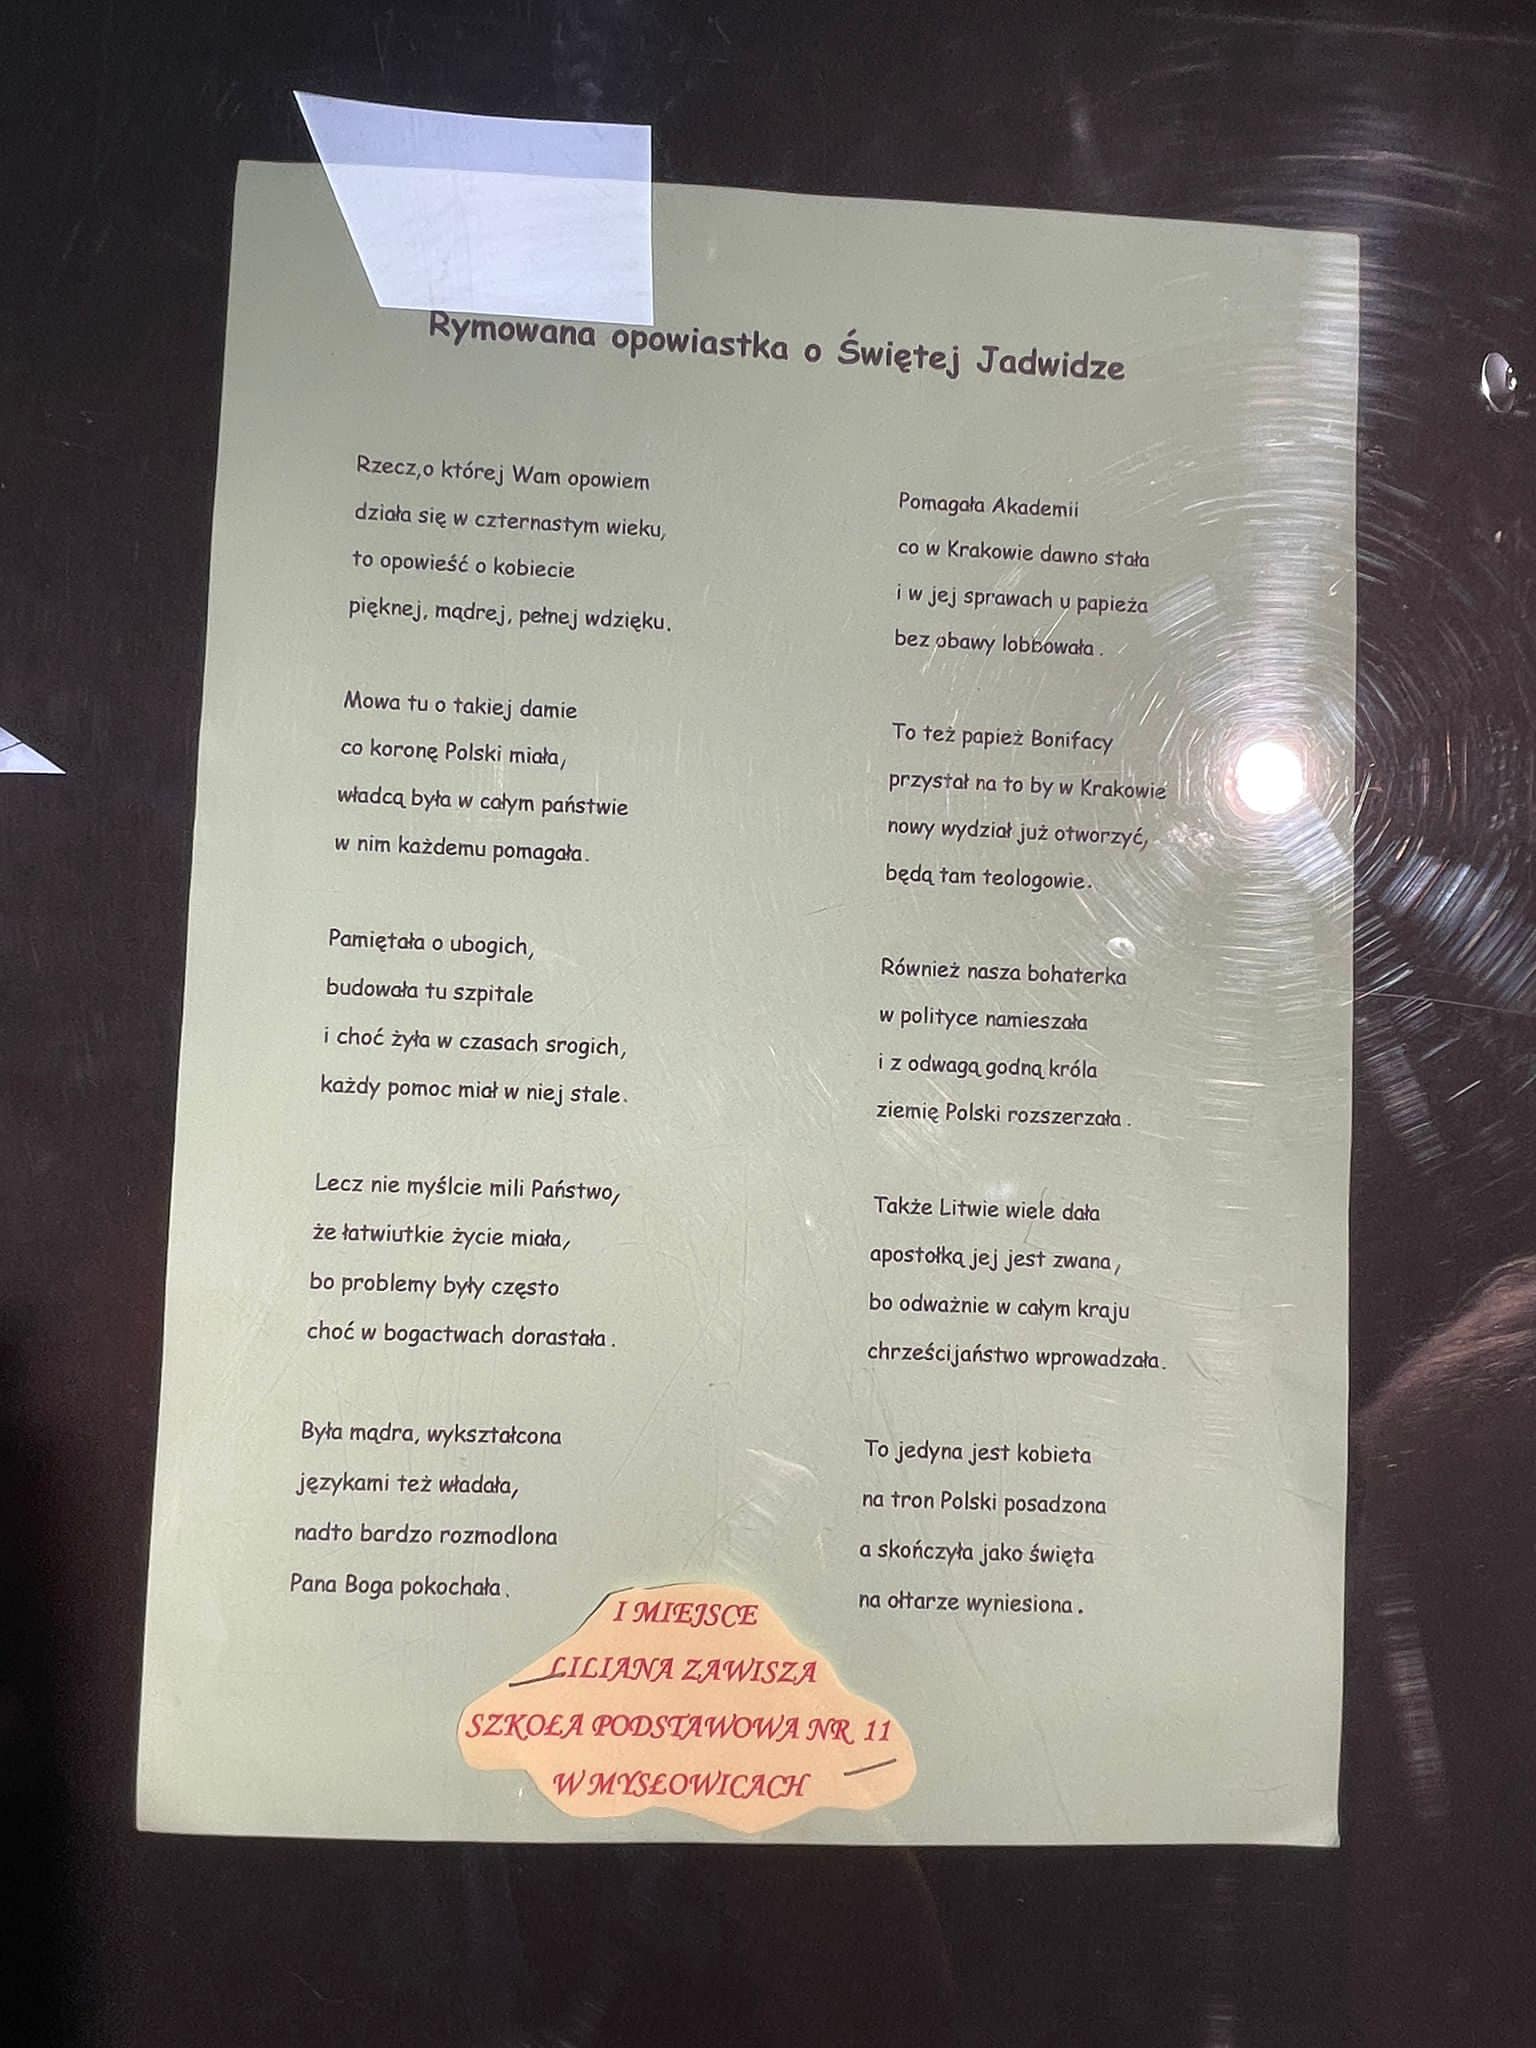 Rymowana opowiastka o Świętej Jadwidze
Rzecz,o której Wam opowiem
działa się w czternastym wieku,
to opowieść o kobiecie
pięknej, mądrej, pełnej wdzięku.
Mowa tu o takiej damie
co koronę Polski miała,
władcą była w całym państwie
w nim każdemu pomagała.
Pamiętała o ubogich,
budowała tu szpitale
i choć żyła w czasach srogich,
każdy pomoc miał w niej stale.
Lecz nie myślcie mili Państwo,
że łatwiutkie życie miała,
bo problemy były często
choć w bogactwach dorastała.
Była mądra, wykształcona
językami też władała,
nadto bardzo rozmodlona
Pana Boga pokochała.
Pomagała Akademii
co w Krakowie dawno stała
i w jej sprawach u papieża
bez obawy lobbowała.
To też papież Bonifacy
przystał na to by w Krakowie
nowy wydział już otworzyć,
będą tam teologowie.
Również nasza bohaterka
w polityce namieszała
i z odwagą godną króla
ziemię Polski rozszerzała.
Także Litwie wiele dała
apostołką jej jest zwana,
bo odważnie w całym kraju
chrześcijaństwo wprowadzała.
To jedyna jest kobieta
na tron Polski posadzona
a skończyła jako święta
na ołtarze wyniesiona.
I MIEJSCE
LILIANA ZAWISZA
SZKOŁA PODSTAWOWA NR 11
W MYSŁOWICACH